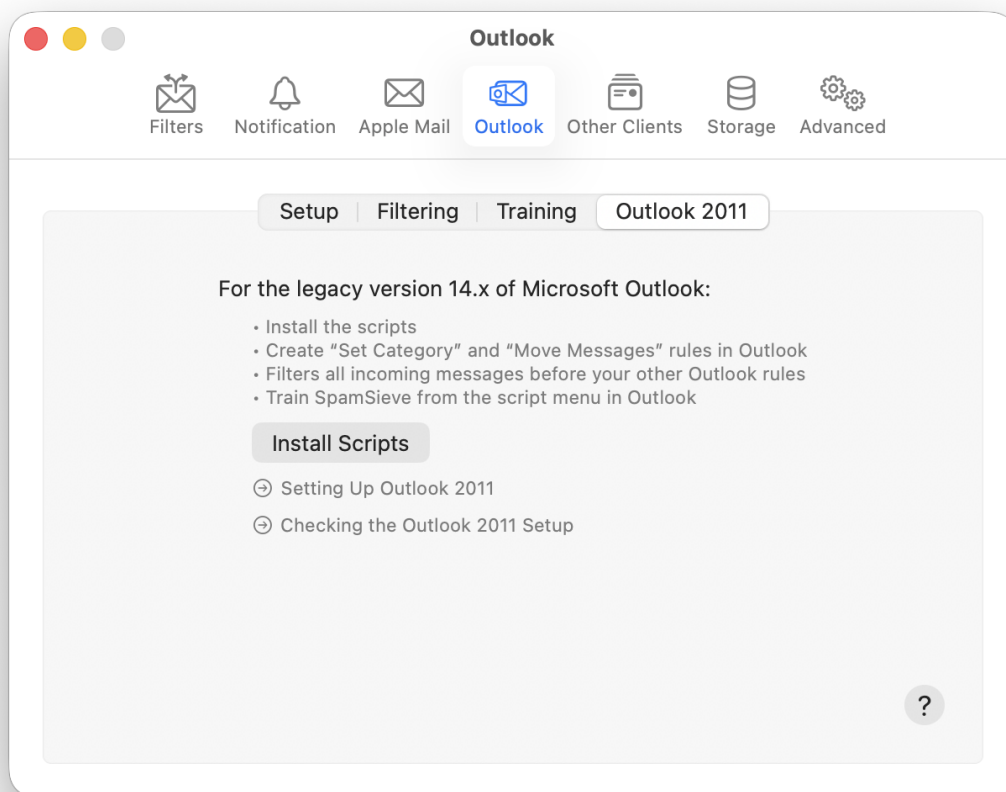 Outlook
Filters
Notification
Apple Mail
Outlook
Other Clients
Storage
Advanced
Setup
Filtering
Training
Outlook 2011
For the legacy version 14.x of Microsoft Outlook:
• Install the scripts
• Create “Set Category” and “Move Messages” rules in Outlook
• Filters all incoming messages before your other Outlook rules
• Train SpamSieve from the script menu in Outlook
Install Scripts
Setting Up Outlook 2011
Checking the Outlook 2011 Setup
?